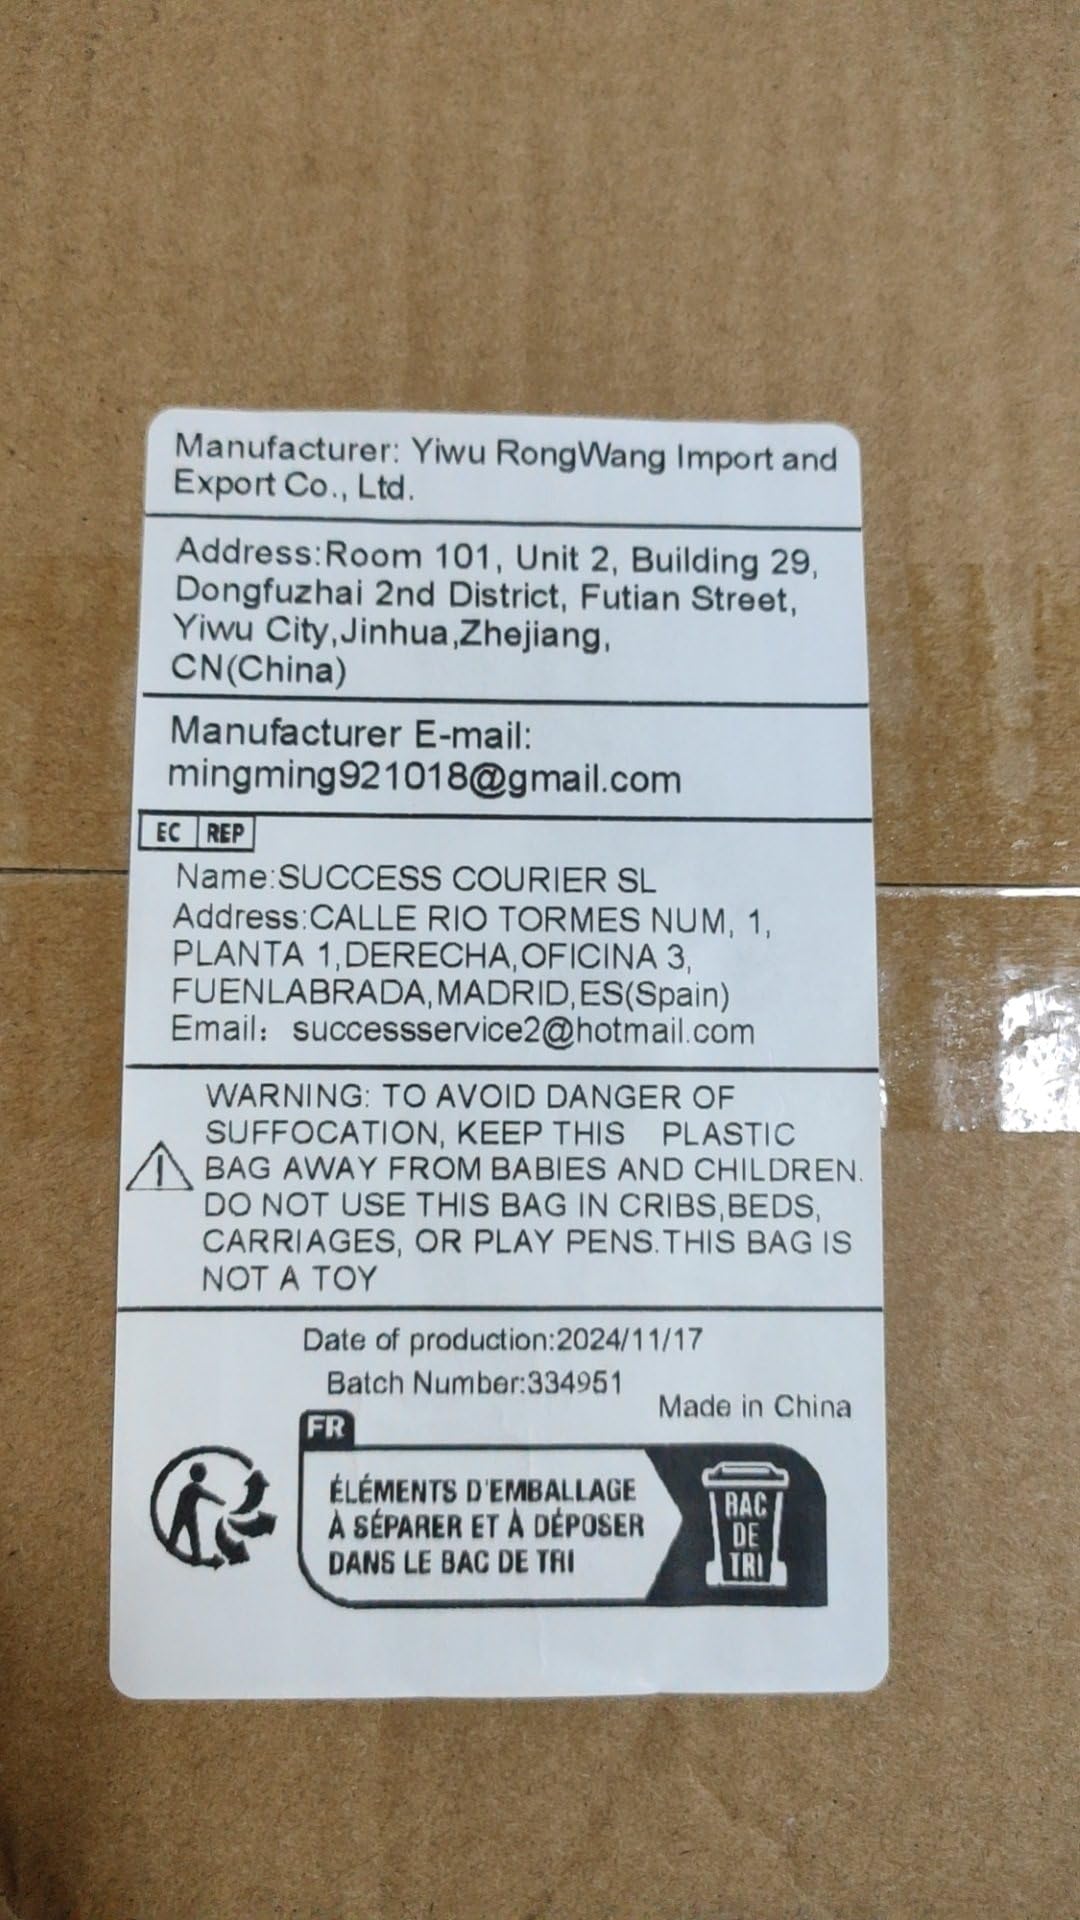 Manufacturer: Yiwu RongWang Import and
Export Co., Ltd.
Address:Room 101, Unit 2, Building 29,
Dongfuzhai 2nd District, Futian Street,
Yiwu City,Jinhua,Zhejiang,
CN(China)
Manufacturer E-mail:
mingming921018@gmail.com
EC REP
Name:SUCCESS COURIER SL
Address:CALLE RIO TORMES NUM, 1,
PLANTA 1,DERECHA,OFICINA 3,
FUENLABRADA,MADRID,ES(Spain)
Email: successservice2@hotmail.com
WARNING: TO AVOID DANGER OF
SUFFOCATION, KEEP THIS PLASTIC
BAG AWAY FROM BABIES AND CHILDREN.
DO NOT USE THIS BAG IN CRIBS,BEDS,
CARRIAGES, OR PLAY PENS.THIS BAG IS
NOT A TOY
Date of production:2024/11/17
Batch Number:334951
Made in China
FR
ÉLÉMENTS D'EMBALLAGE
À SÉPARER ET À DÉPOSER
DANS LE BAC DE TRI
BAC
DE
TRI